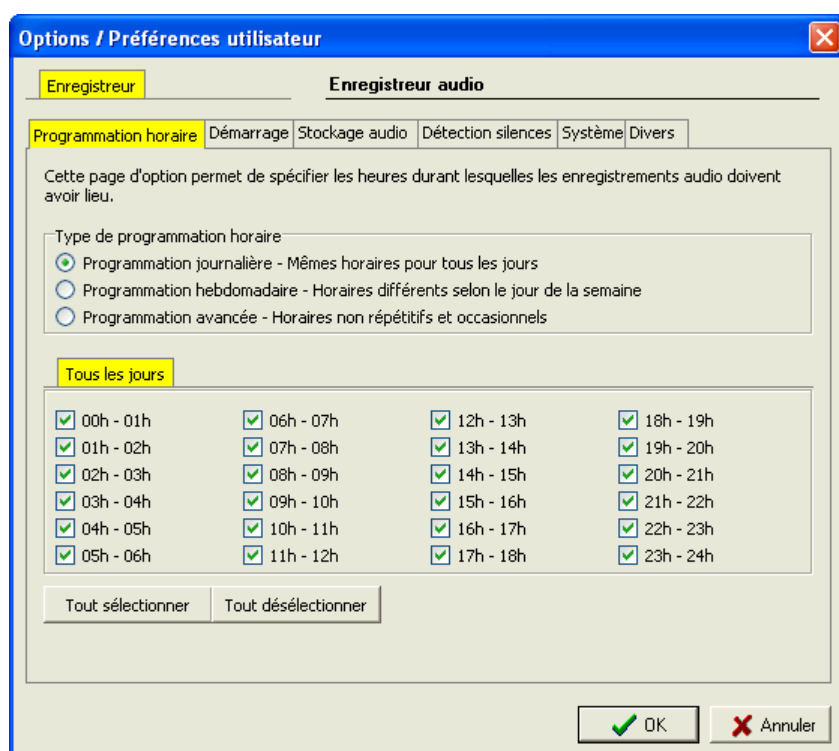 Options / Préférences utilisateur
Enregistreur
Enregistreur audio
Programmation horaire Démarrage Stockage audio Détection silences Système Divers
Cette page d'option permet de spécifier les heures durant lesquelles les enregistrements audio doivent
avoir lieu.
Type de programmation horaire
Programmation journalière - Mêmes horaires pour tous les jours
Programmation hebdomadaire - Horaires différents selon le jour de la semaine
Programmation avancée - Horaires non répétitifs et occasionnels
Tous les jours
00h - 01h 06h - 07h 12h - 13h 18h - 19h
01h - 02h 07h - 08h 13h - 14h 19h - 20h
02h - 03h 08h - 09h 14h - 15h 20h - 21h
03h - 04h 09h - 10h 15h - 16h 21h - 22h
04h - 05h 10h - 11h 16h - 17h 22h - 23h
05h - 06h 11h - 12h 17h - 18h 23h - 24h
Tout sélectionner Tout désélectionner
OK Annuler